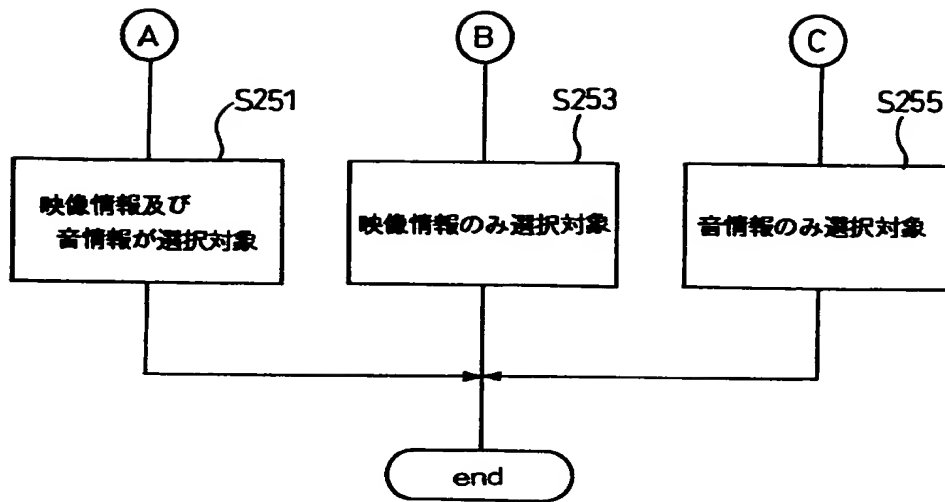 A
B
C
S251
S253
S255
映像情報及び
音情報が選択対象
映像情報のみ選択対象
音情報のみ選択対象
end